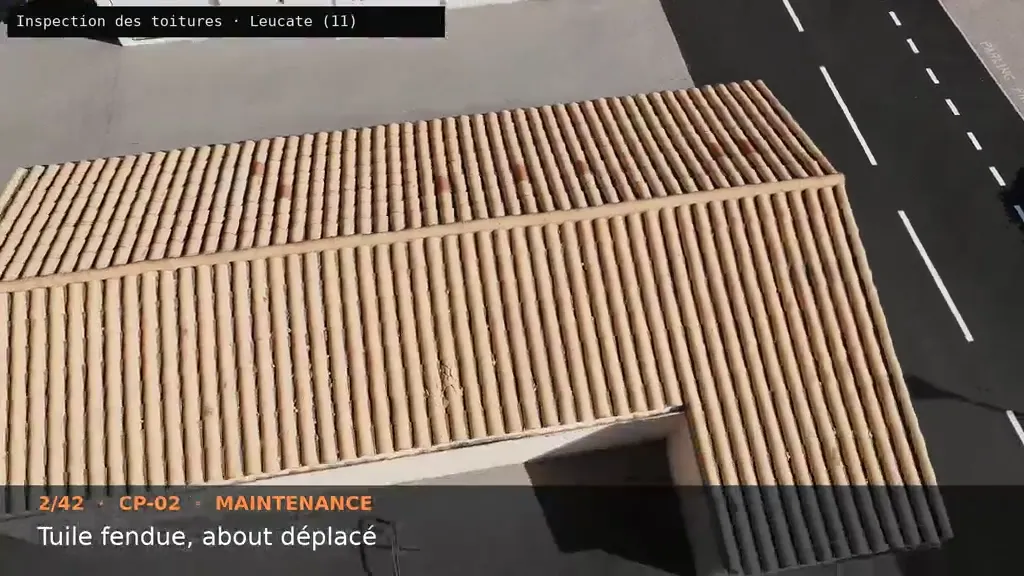 Inspection des toitures · Leucate (11)
2/42 · CP-02 · MAINTENANCE
Tuile fendue, about déplacé